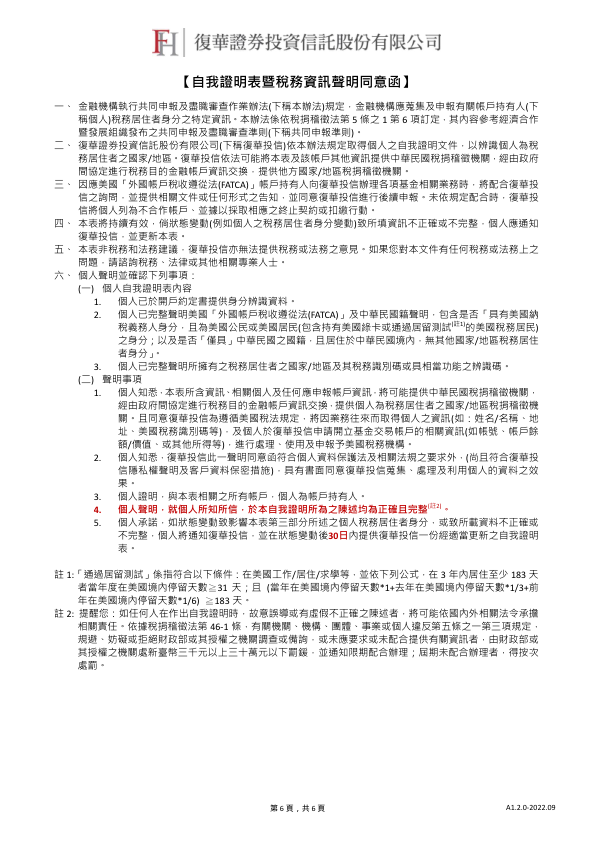 FH 復華證券投資信託股份有限公司
【自我證明表暨稅務資訊聲明同意函】
一、 金融機構執行共同申報及盡職審查作業辦法(下稱本辦法)規定，金融機構應蒐集及申報有關帳戶持有人(下
稱個人)稅務居住者身分之特定資訊。本辦法係依稅捐稽徵法第 5 條之 1 第 6 項訂定，其內容參考經濟合作
暨發展組織發布之共同申報及盡職審查準則(下稱共同申報準則)。
二、 復華證券投資信託股份有限公司(下稱復華投信)依本辦法規定取得個人之自我證明文件，以辨識個人為稅
務居住者之國家/地區。復華投信依法可能將本表及該帳戶其他資訊提供中華民國稅捐稽徵機關，經由政府
間協定進行稅務目的金融帳戶資訊交換，提供他方國家/地區稅捐稽徵機關。
三、 因應美國「外國帳戶稅收遵從法(FATCA)」帳戶持有人向復華投信辦理各項基金相關業務時，將配合復華投
信之詢問，並提供相關文件或任何形式之告知，並同意復華投信進行後續申報。未依規定配合時，復華投
信將個人列為不合作帳戶、並據以採取相應之終止契約或扣繳行動。
四、 本表將持續有效，倘狀態變動(例如個人之稅務居住者身分變動)致所填資訊不正確或不完整，個人應通知
復華投信，並更新本表。
五、 本表非稅務和法務建議，復華投信亦無法提供稅務或法務之意見。如果您對本文件有任何稅務或法務上之
問題，請諮詢稅務、法律或其他相關專業人士。
六、 個人聲明並確認下列事項：
(一) 個人自我證明表內容
1. 個人已於開戶約定書提供身分辨識資料。
2. 個人已完整聲明美國「外國帳戶稅收遵從法(FATCA)」及中華民國籍聲明，包含是否「具有美國納
稅義務人身分，且為美國公民或美國居民(包含持有美國綠卡或通過居留測試(註1)的美國稅務居民)
之身分；以及是否「僅具」中華民國之國籍，且居住於中華民國境內，無其他國家/地區稅務居住
者身分」。
3. 個人已完整聲明所擁有之稅務居住者之國家/地區及其稅務識別碼或具相當功能之辨識碼。
(二) 聲明事項
1. 個人知悉，本表所含資訊、相關個人及任何應申報帳戶資訊，將可能提供中華民國稅捐稽徵機關，
經由政府間協定進行稅務目的金融帳戶資訊交換，提供個人為稅務居住者之國家/地區稅捐稽徵機
關。且同意復華投信為遵循美國稅法規定，將因業務往來而取得個人之資訊(如：姓名/名稱、地
址、美國稅務識別碼等)，及個人於復華投信申請開立基金交易帳戶的相關資訊(如帳號、帳戶餘
額/價值、或其他所得等)，進行處理、使用及申報予美國稅務機構。
2. 個人知悉，復華投信此一聲明同意函符合個人資料保護法及相關法規之要求外，(尚且符合復華投
信隱私權聲明及客戶資料保密措施)，具有書面同意復華投信蒐集、處理及利用個人的資料之效
果。
3. 個人證明，與本表相關之所有帳戶，個人為帳戶持有人。
4. 個人聲明，就個人所知所信，於本自我證明所為之陳述均為正確且完整(註2)。
5. 個人承諾，如狀態變動致影響本表第三部分所述之個人稅務居住者身分，或致所載資料不正確或
不完整，個人將通知復華投信，並在狀態變動後30日內提供復華投信一份經適當更新之自我證明
表。
註 1:「通過居留測試」係指符合以下條件：在美國工作/居住/求學等，並依下列公式，在 3 年內居住至少 183 天
者當年度在美國境內停留天數≧31 天；且 (當年在美國境內停留天數*1+去年在美國境內停留天數*1/3+前
年在美國境內停留天數*1/6) ≧183 天。
註 2: 提醒您：如任何人在作出自我證明時，故意誤導或有虛假不正確之陳述者，將可能依國內外相關法令承擔
相關責任。依據稅捐稽徵法第 46-1 條，有關機關、機構、團體、事業或個人違反第五條之一第三項規定，
規避、妨礙或拒絕財政部或其授權之機關調查或備詢，或未應要求或未配合提供有關資訊者，由財政部或
其授權之機關處新臺幣三千元以上三十萬元以下罰鍰，並通知限期配合辦理；屆期未配合辦理者，得按次
處罰。
第 6 頁，共 6 頁
A1.2.0-2022.09